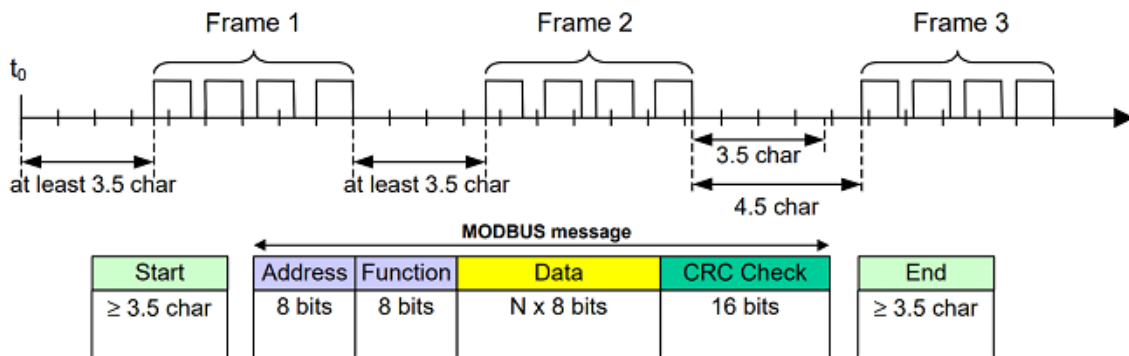 Frame 1 Frame 2 Frame 3
t0
3.5 char
at least 3.5 char at least 3.5 char
4.5 char
MODBUS message
Start Address Function Data CRC Check End
≥ 3.5 char 8 bits 8 bits N x 8 bits 16 bits ≥ 3.5 char